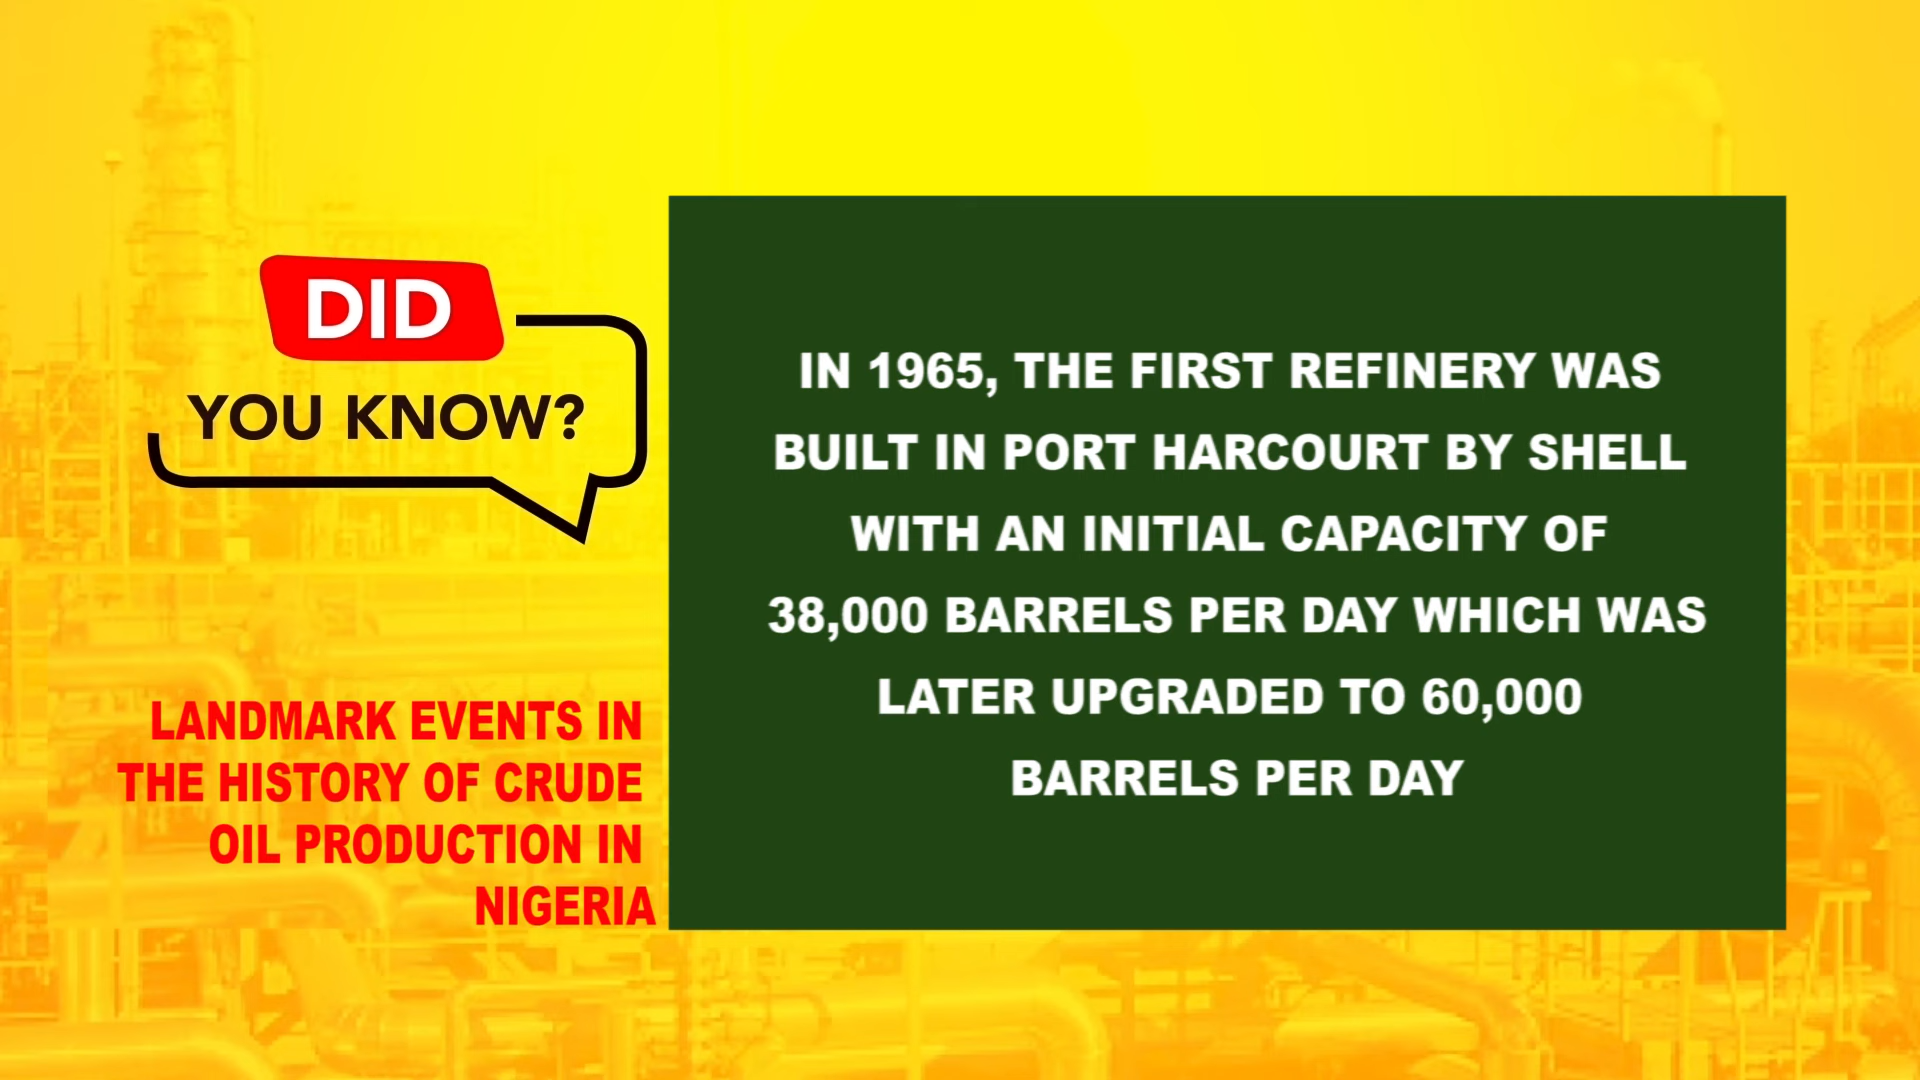 DID
YOU KNOW?
LANDMARK EVENTS IN
THE HISTORY OF CRUDE
OIL PRODUCTION IN
NIGERIA
IN 1965, THE FIRST REFINERY WAS
BUILT IN PORT HARCOURT BY SHELL
WITH AN INITIAL CAPACITY OF
38,000 BARRELS PER DAY WHICH WAS
LATER UPGRADED TO 60,000
BARRELS PER DAY